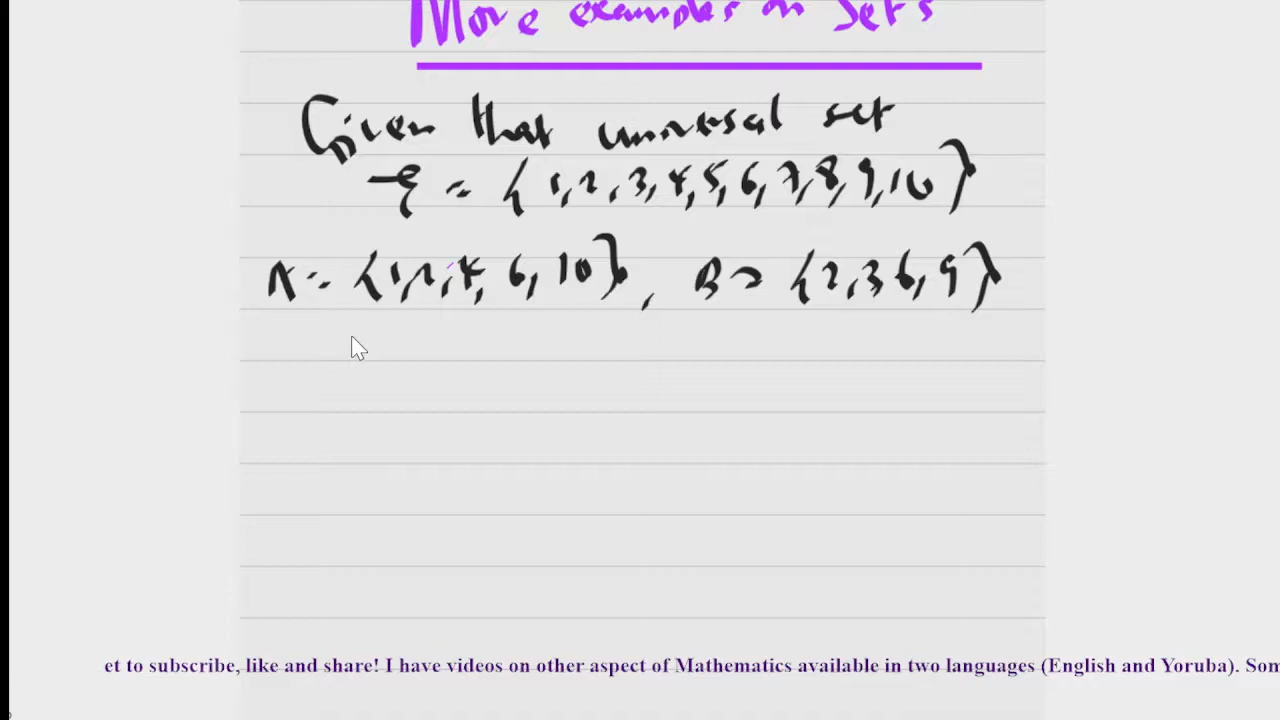 More examples on Sets
Given that universal set
ξ = {1,2,3,4,5,6,7,8,9,10}
A = {1,2,4,6,10}, B = {2,3 6,9}
et to subscribe, like and share! I have videos on other aspect of Mathematics available in two languages (English and Yoruba). Som